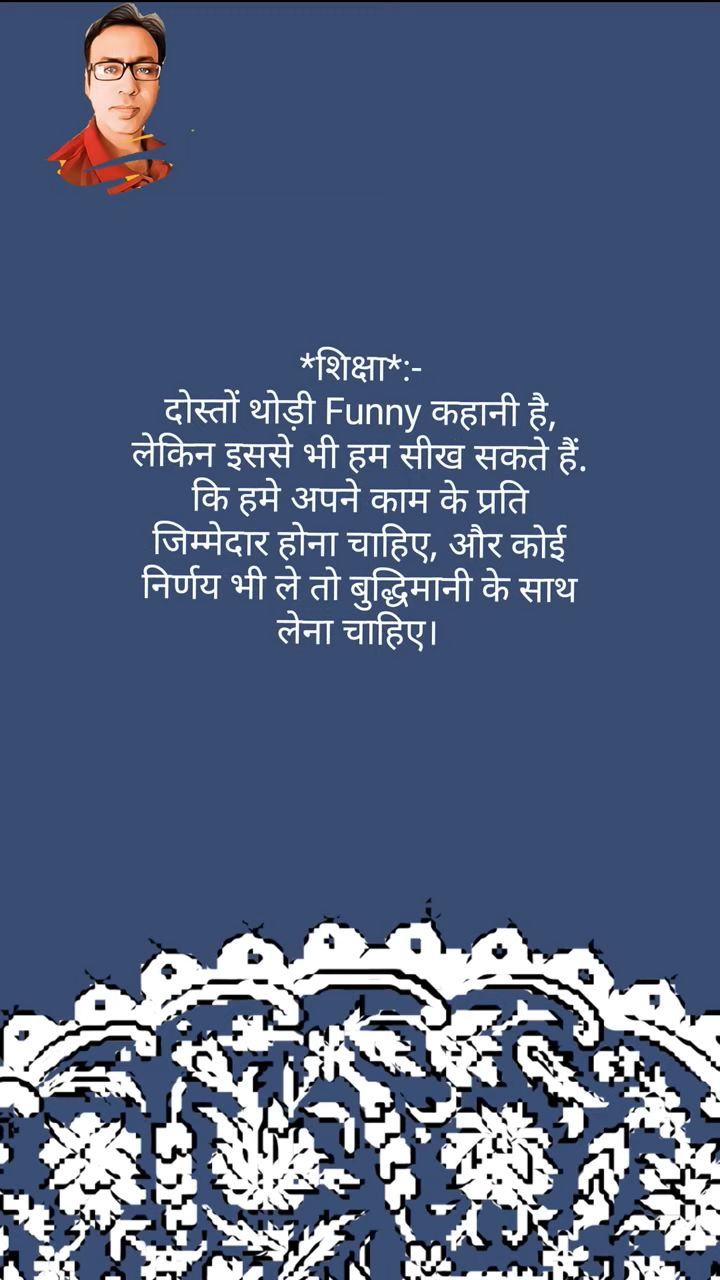 *शिक्षा*:-
दोस्तों थोड़ी Funny कहानी है,
लेकिन इससे भी हम सीख सकते हैं.
कि हमे अपने काम के प्रति
जिम्मेदार होना चाहिए, और कोई
निर्णय भी ले तो बुद्धिमानी के साथ
लेना चाहिए।